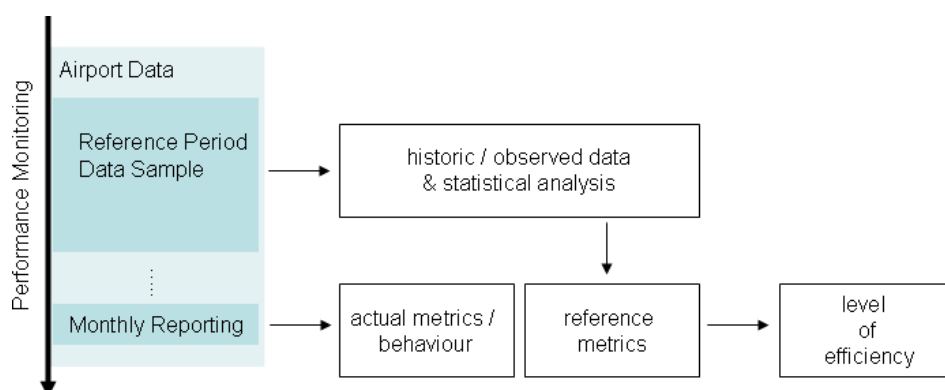 Performance Monitoring
Airport Data
Reference Period
Data Sample
Monthly Reporting
historic / observed data
& statistical analysis
actual metrics /
behaviour
reference
metrics
level
of
efficiency